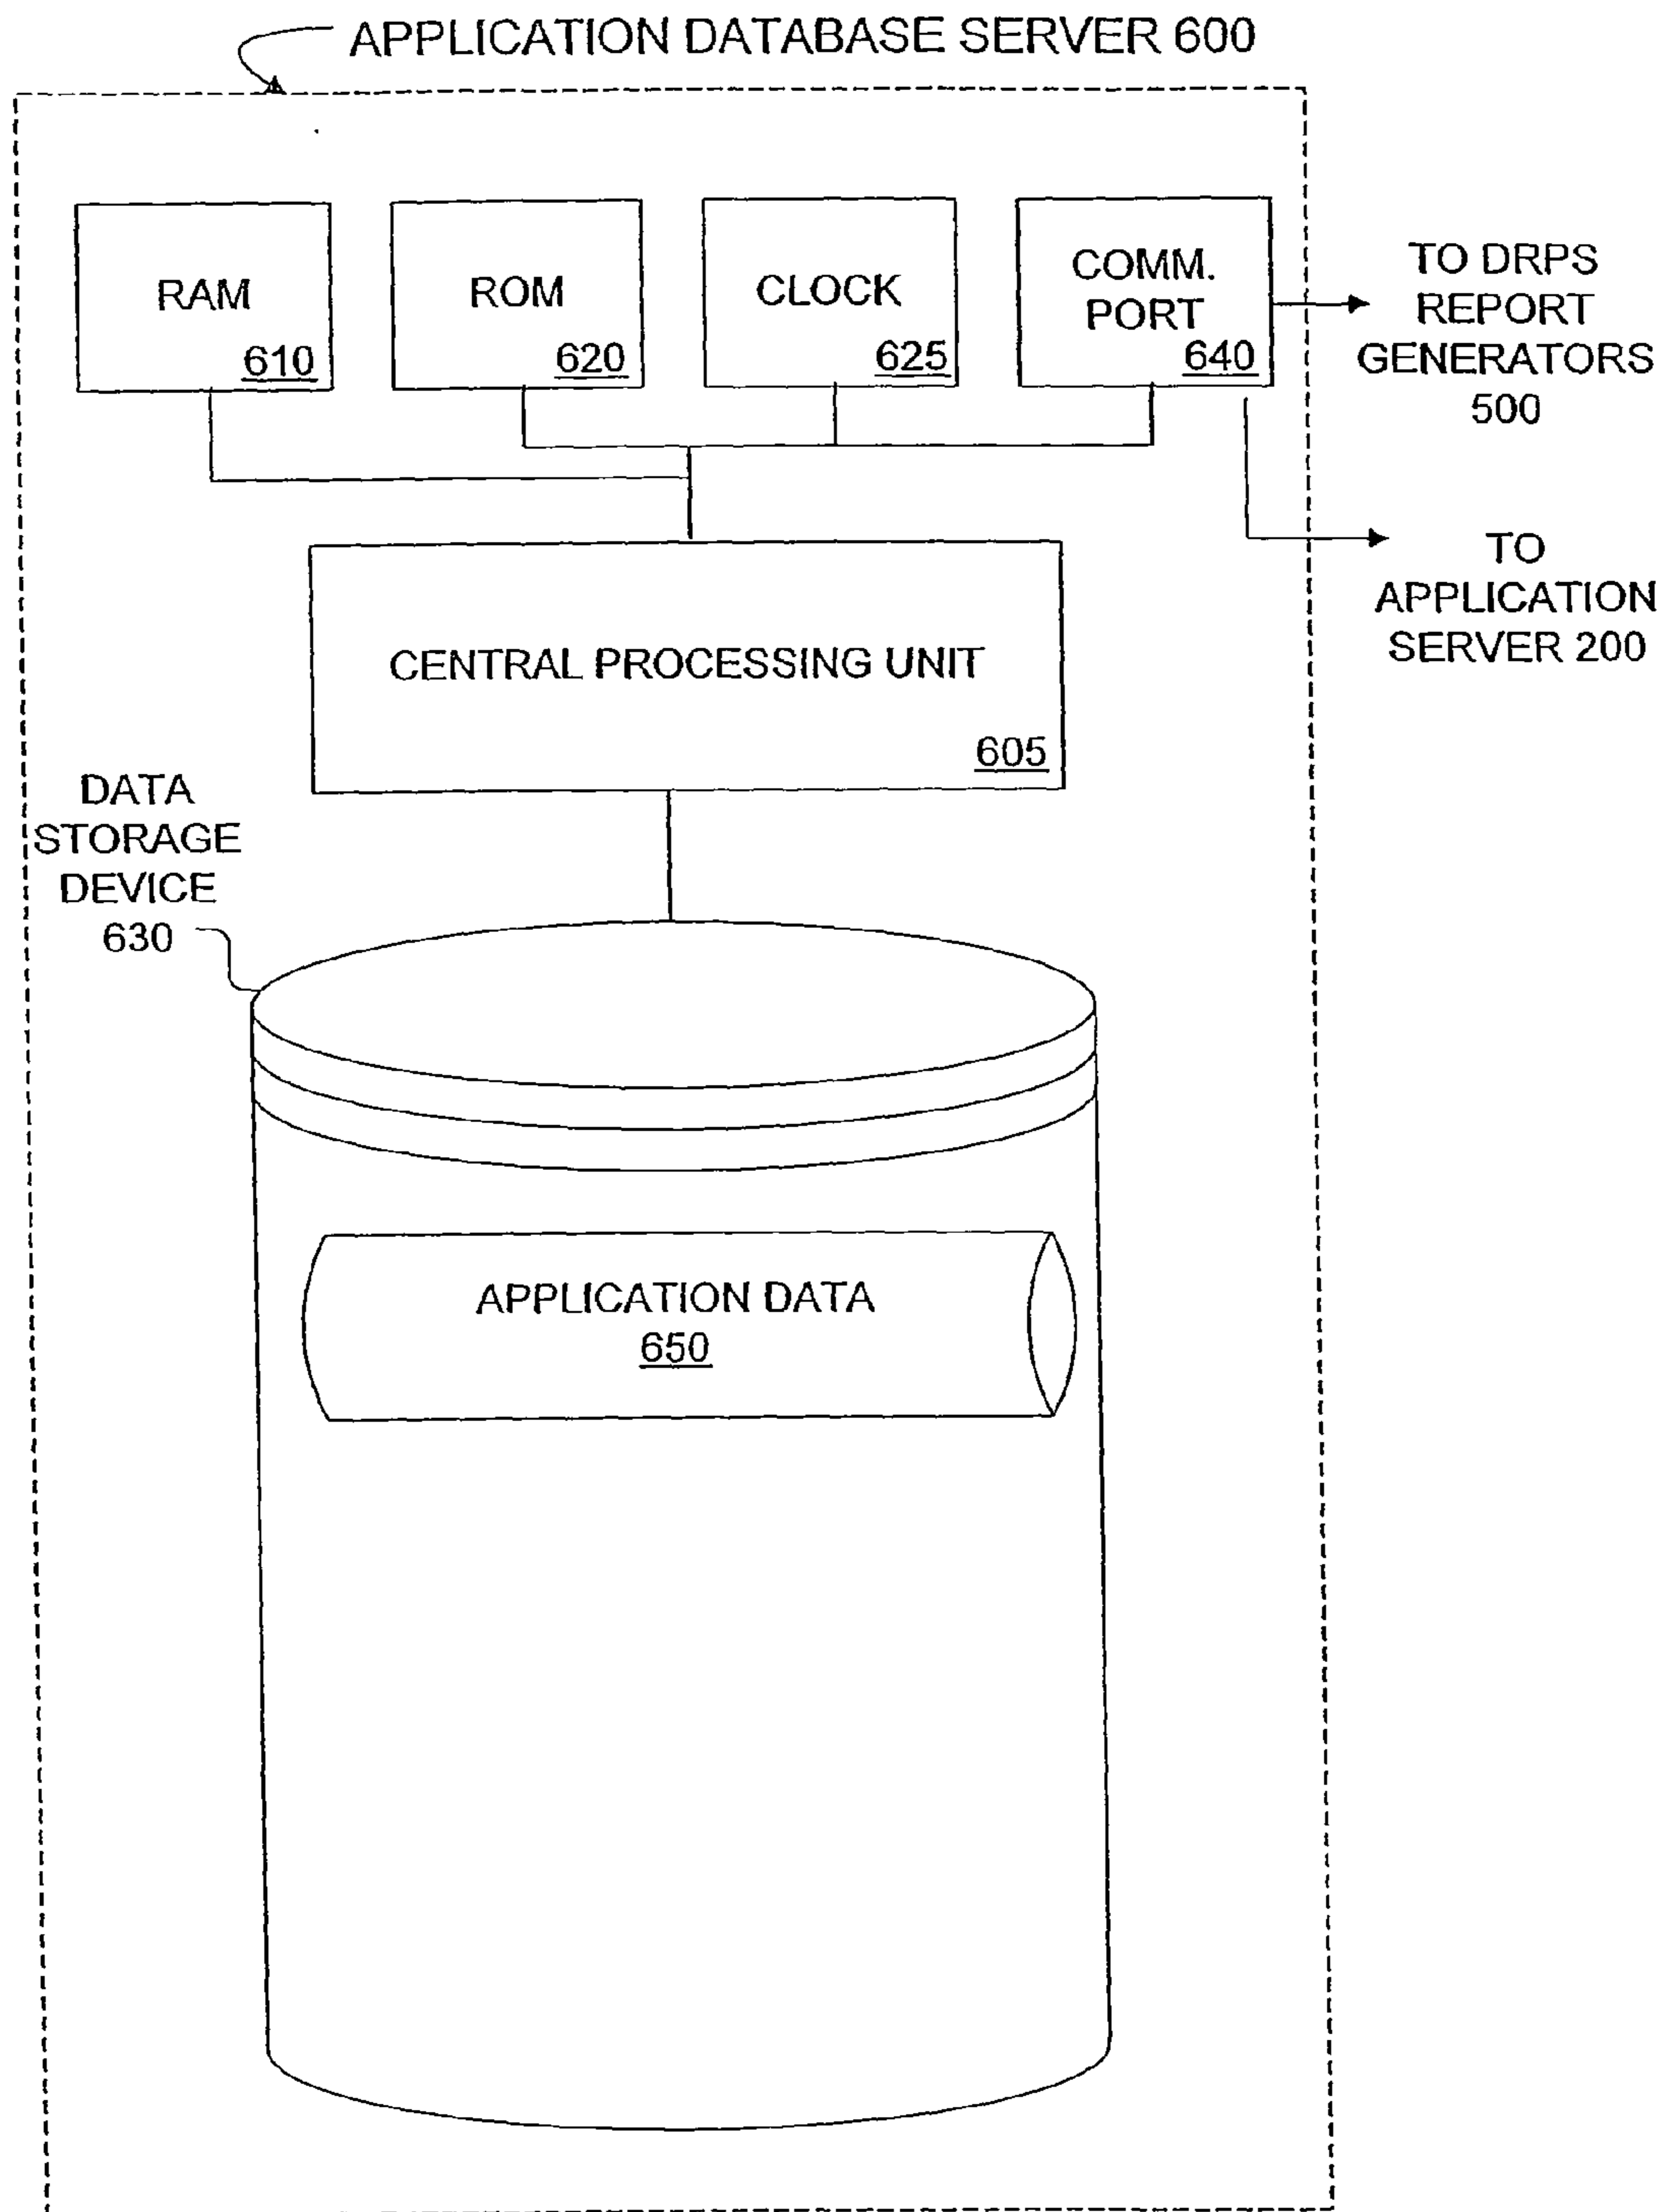 APPLICATION DATABASE SERVER 600
RAM
610
ROM
620
CLOCK
625
COMM.
PORT
640
TO DRPS
REPORT
GENERATORS
500
TO
APPLICATION
SERVER 200
CENTRAL PROCESSING UNIT
605
DATA
STORAGE
DEVICE
630
APPLICATION DATA
650